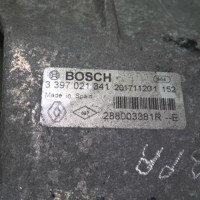 BOSCH
3 397 021 341 201711201 152
Made in Spain
288003381R --E